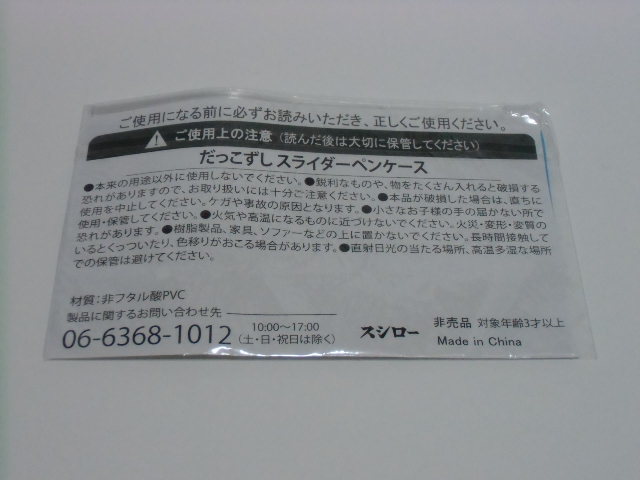 ご使用になる前に必ずお読みいただき、正しくご使用ください。
ご使用上の注意（読んだ後は大切に保管してください）
だっこずし スライダーペンケース
●本来の用途以外に使用しないでください。●鋭利なものや、物をたくさん入れると破損する
恐れがありますので、お取り扱いには十分ご注意ください。●本品が破損した場合は、直ちに
使用を中止してください。ケガや事故の原因となります。●小さなお子様の手の届かない所で
使用・保管してください。●火気や高温になるものに近づけないでください。火災・変形・変質の
恐れがあります。●樹脂製品、家具、ソファーなどの上に置かないでください。長時間接触して
いるとくっついたり、色移りがおこる場合があります。●直射日光の当たる場所、高温多湿な場所
での保管は避けてください。
材質：非フタル酸PVC
製品に関するお問い合わせ先
06-6368-1012 10:00〜17:00 （土・日・祝日は除く）
スシロー
非売品 対象年齢3才以上
Made in China